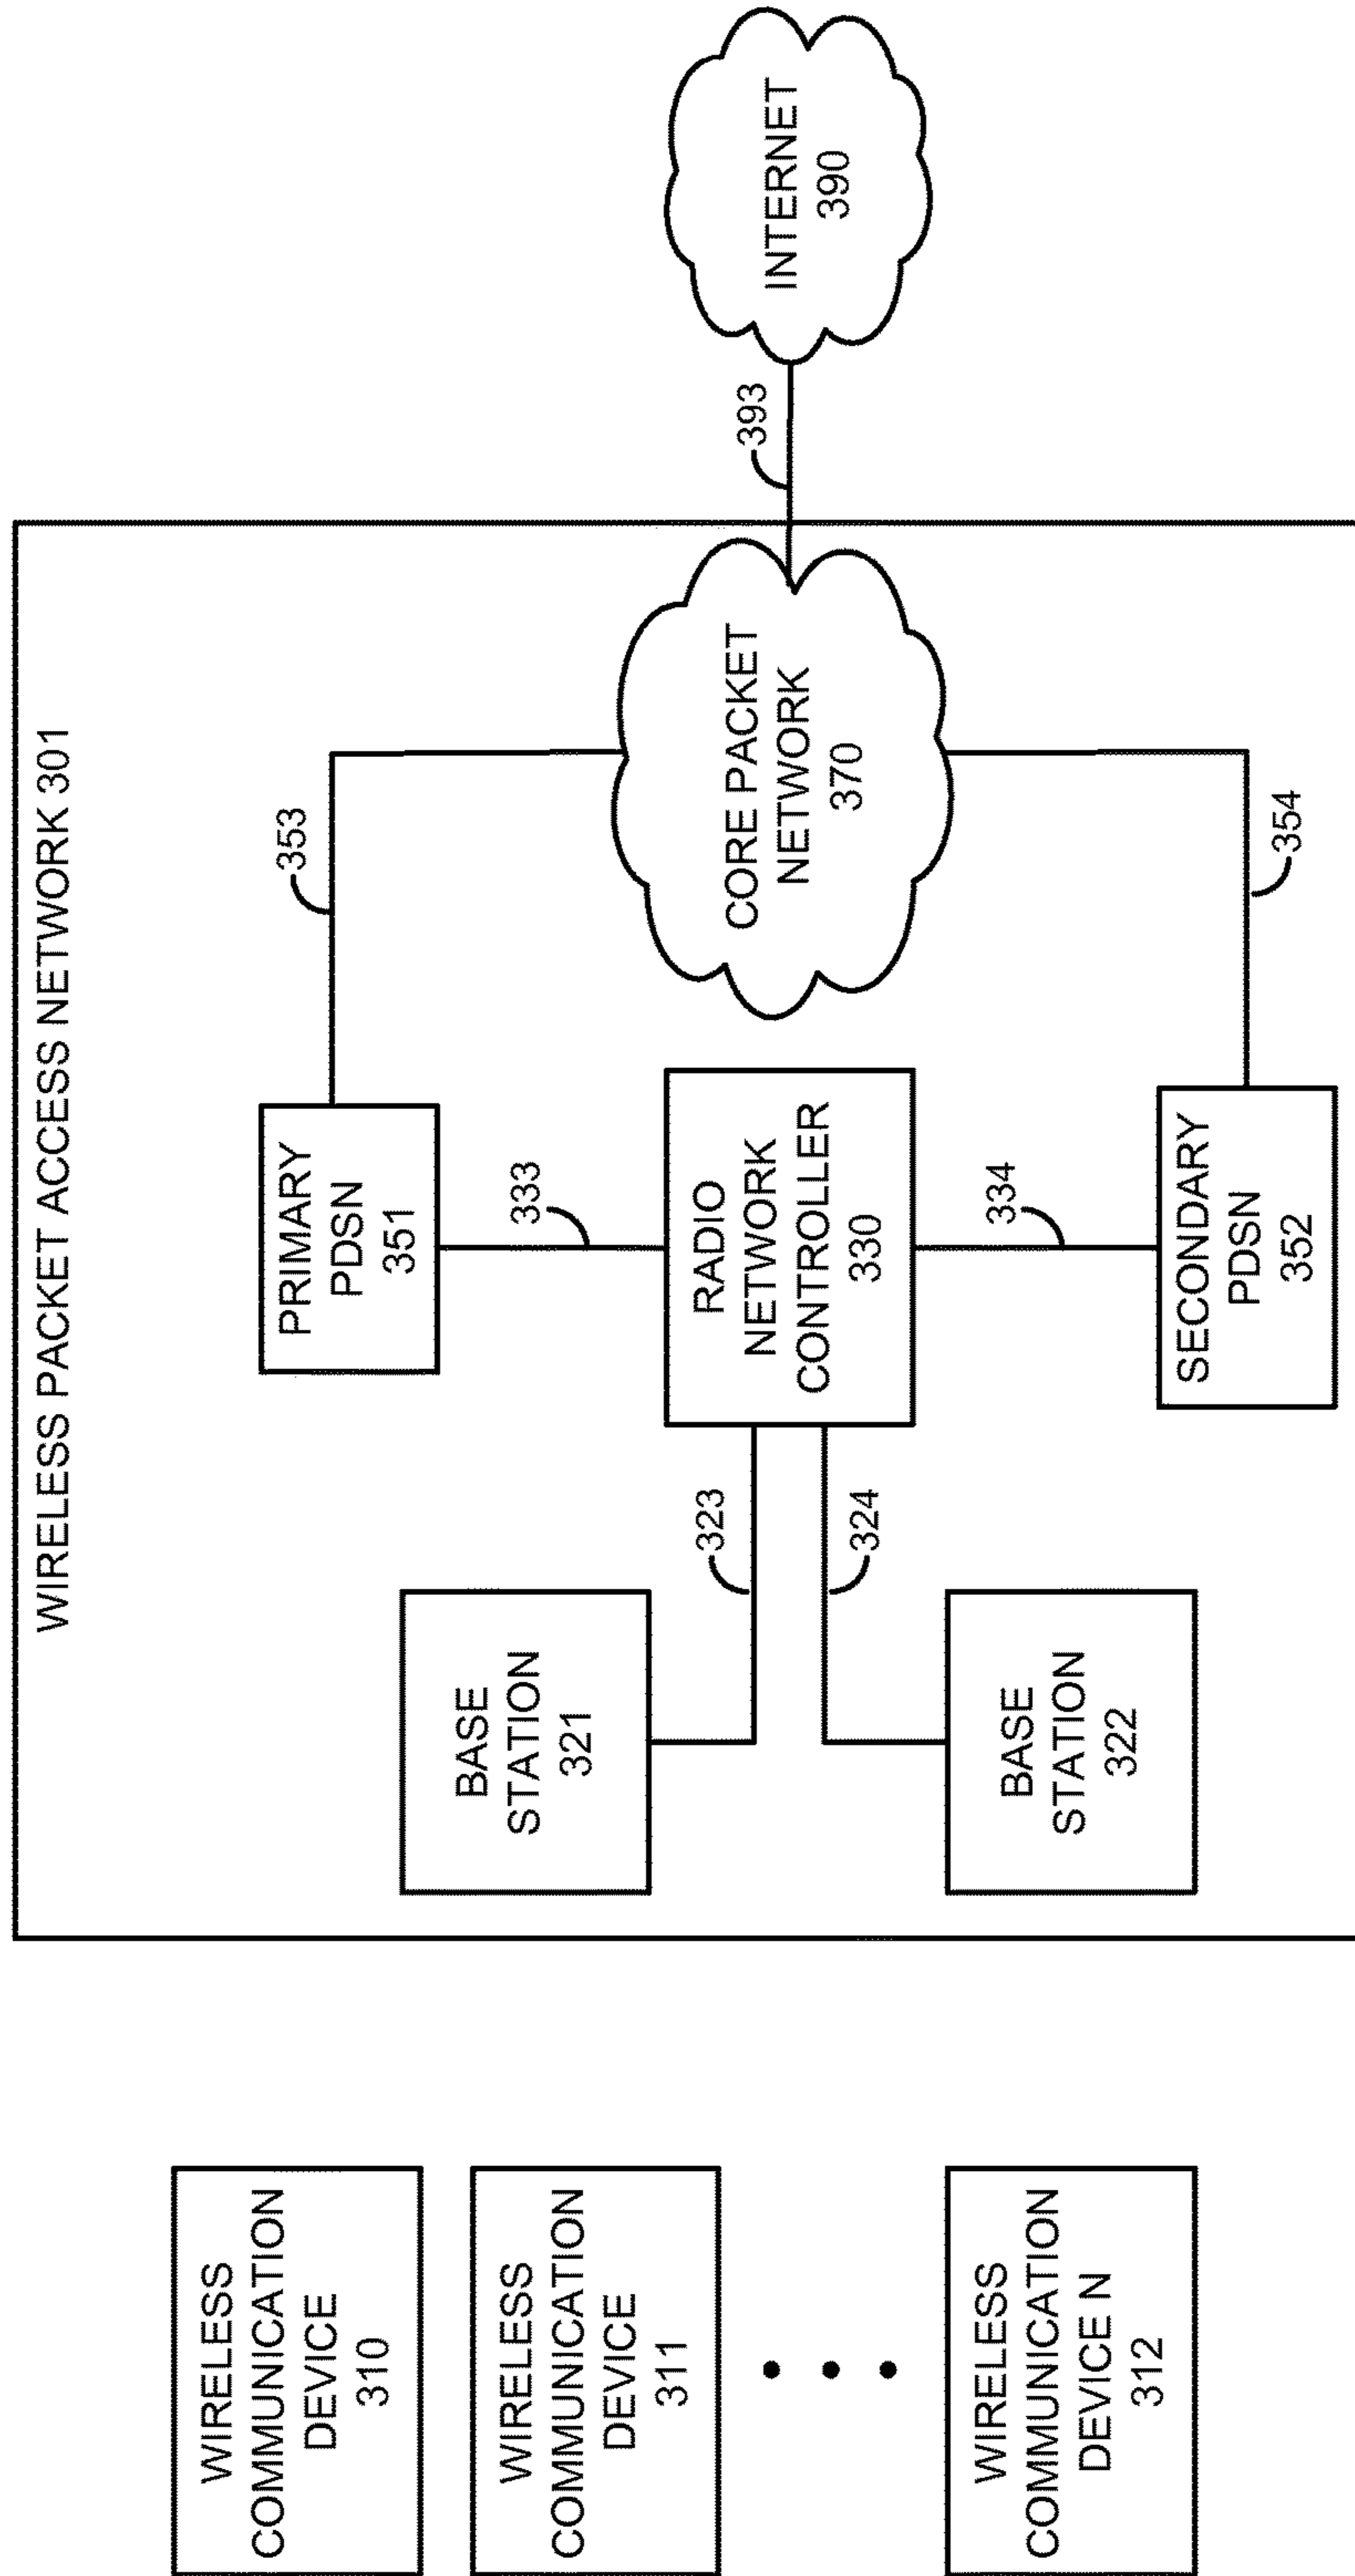 WIRELESS PACKET ACCESS NETWORK 301
WIRELESS
COMMUNICATION
DEVICE
310
WIRELESS
COMMUNICATION
DEVICE
311
WIRELESS
COMMUNICATION
DEVICE N
312
BASE
STATION
321
BASE
STATION
322
323
324
PRIMARY
PDSN
351
333
RADIO
NETWORK
CONTROLLER
330
334
SECONDARY
PDSN
352
353
CORE PACKET
NETWORK
370
354
393
INTERNET
390